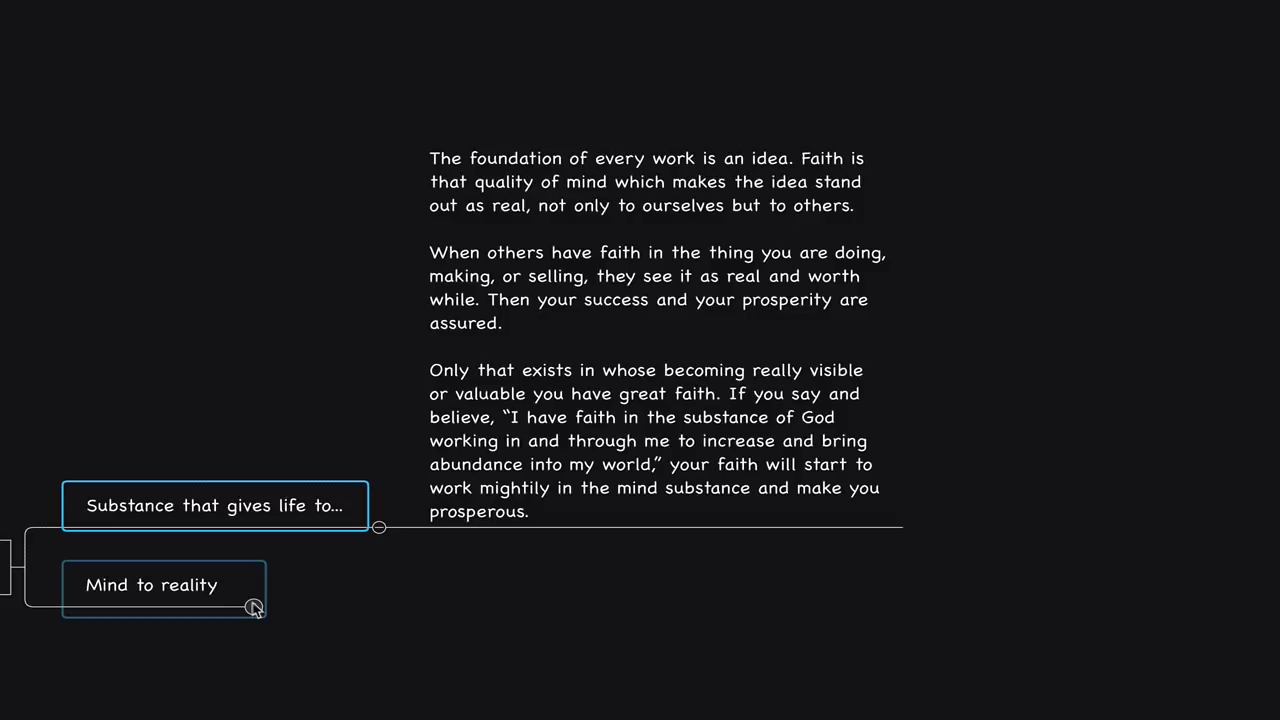 The foundation of every work is an idea. Faith is
that quality of mind which makes the idea stand
out as real, not only to ourselves but to others.
When others have faith in the thing you are doing,
making, or selling, they see it as real and worth
while. Then your success and your prosperity are
assured.
Only that exists in whose becoming really visible
or valuable you have great faith. If you say and
believe, “I have faith in the substance of God
working in and through me to increase and bring
abundance into my world,” your faith will start to
work mightily in the mind substance and make you
prosperous.
Substance that gives life to...
Mind to reality